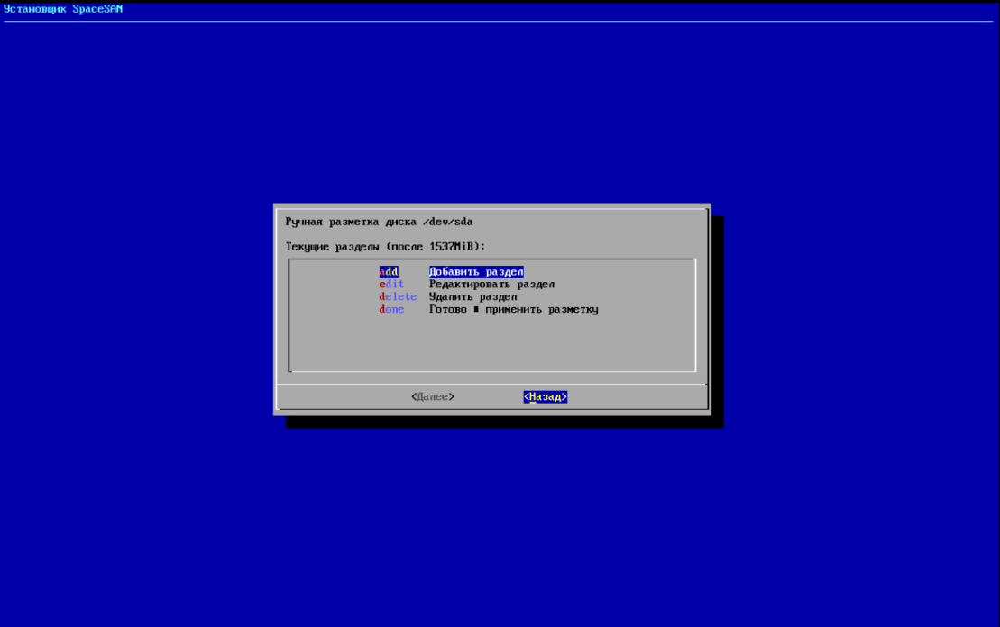 Установщик SpaceSAN
Ручная разметка диска /dev/sda
Текущие разделы (после 1537MiB):
add Добавить раздел
edit Редактировать раздел
delete Удалить раздел
done Готово ■ применить разметку
<Далее> <Назад>